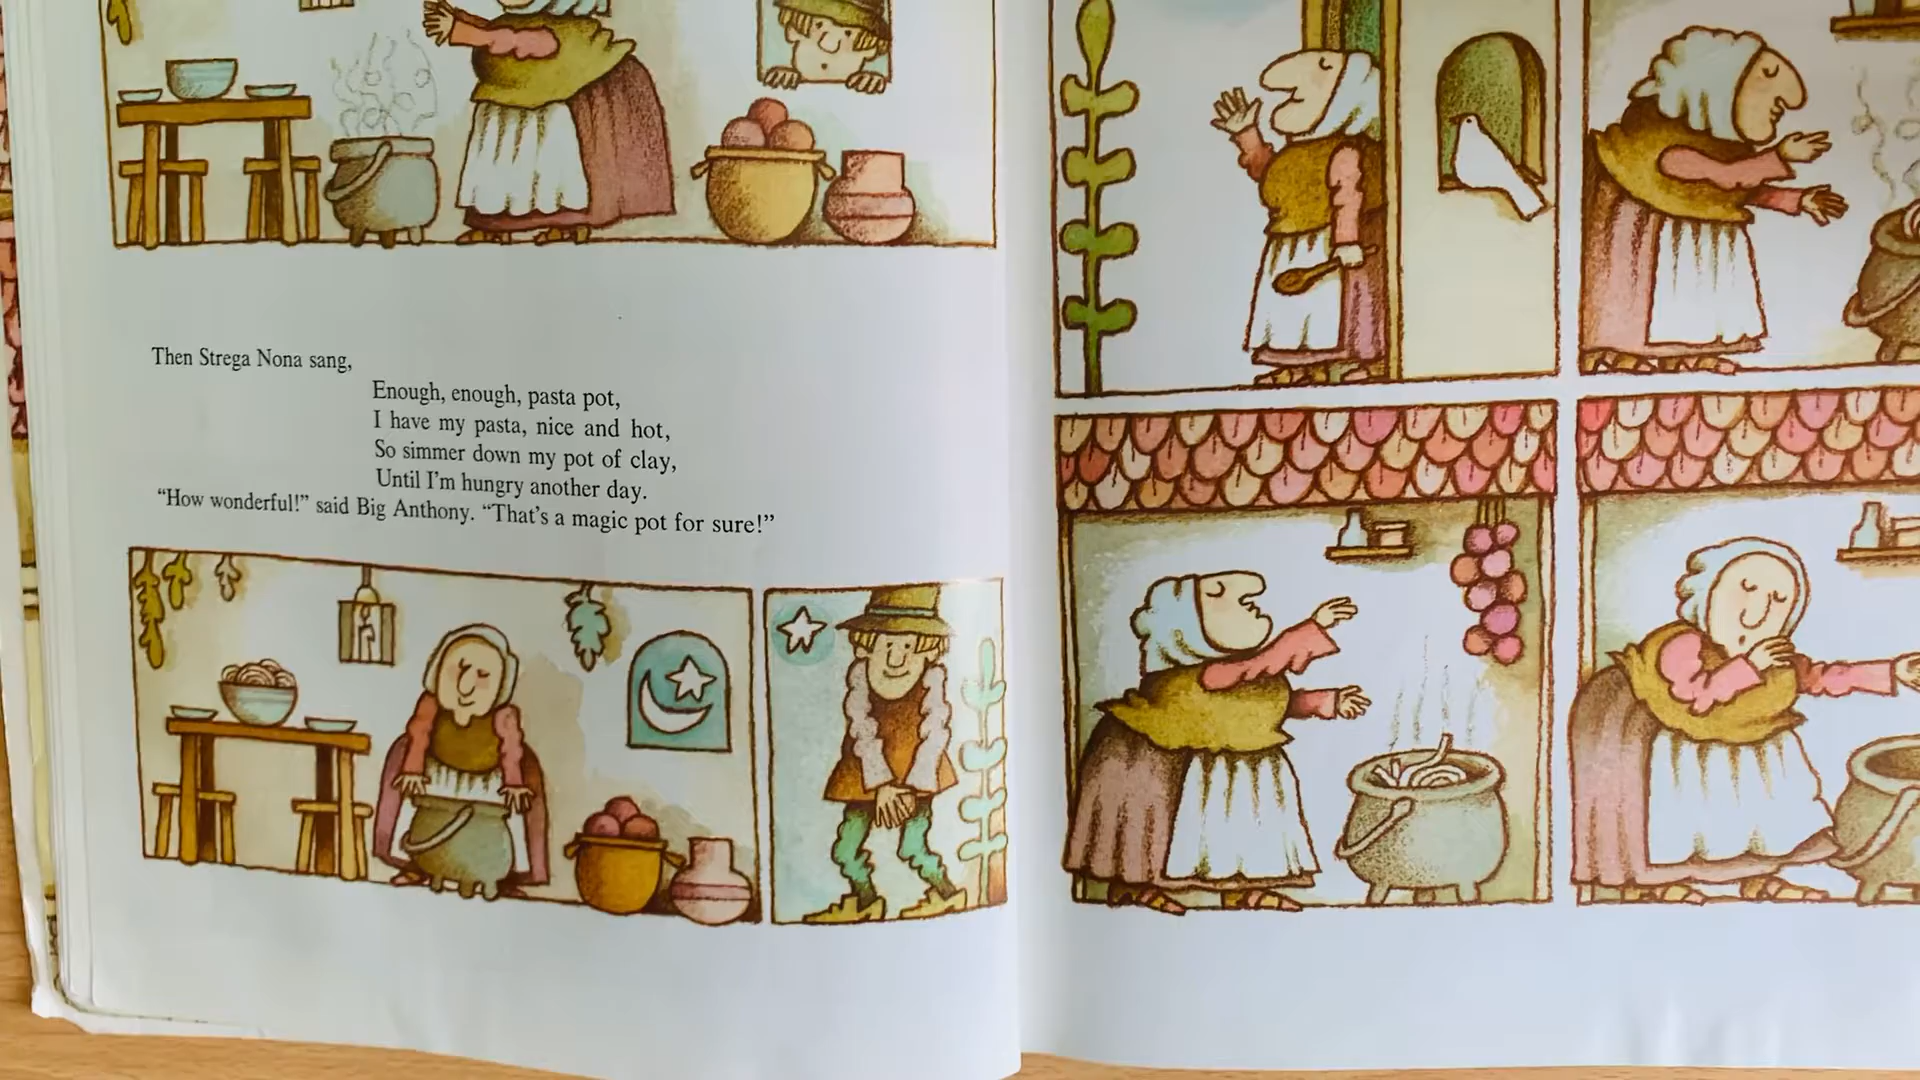 Then Strega Nona sang,
Enough, enough, pasta pot,
I have my pasta, nice and hot,
So simmer down my pot of clay,
Until I'm hungry another day.
“How wonderful!” said Big Anthony. “That's a magic pot for sure!”